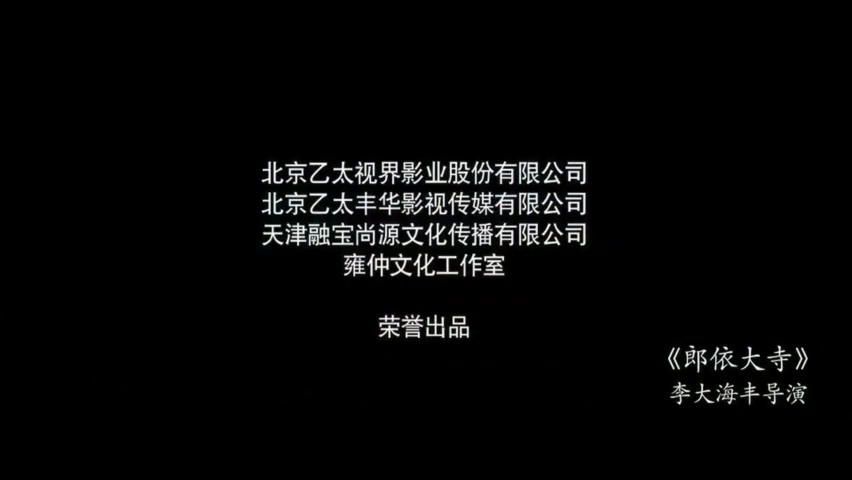 北京乙太视界影业股份有限公司
北京乙太丰华影视传媒有限公司
天津融宝尚源文化传播有限公司
雍仲文化工作室
荣誉出品
《郎依大寺》
李大海丰导演